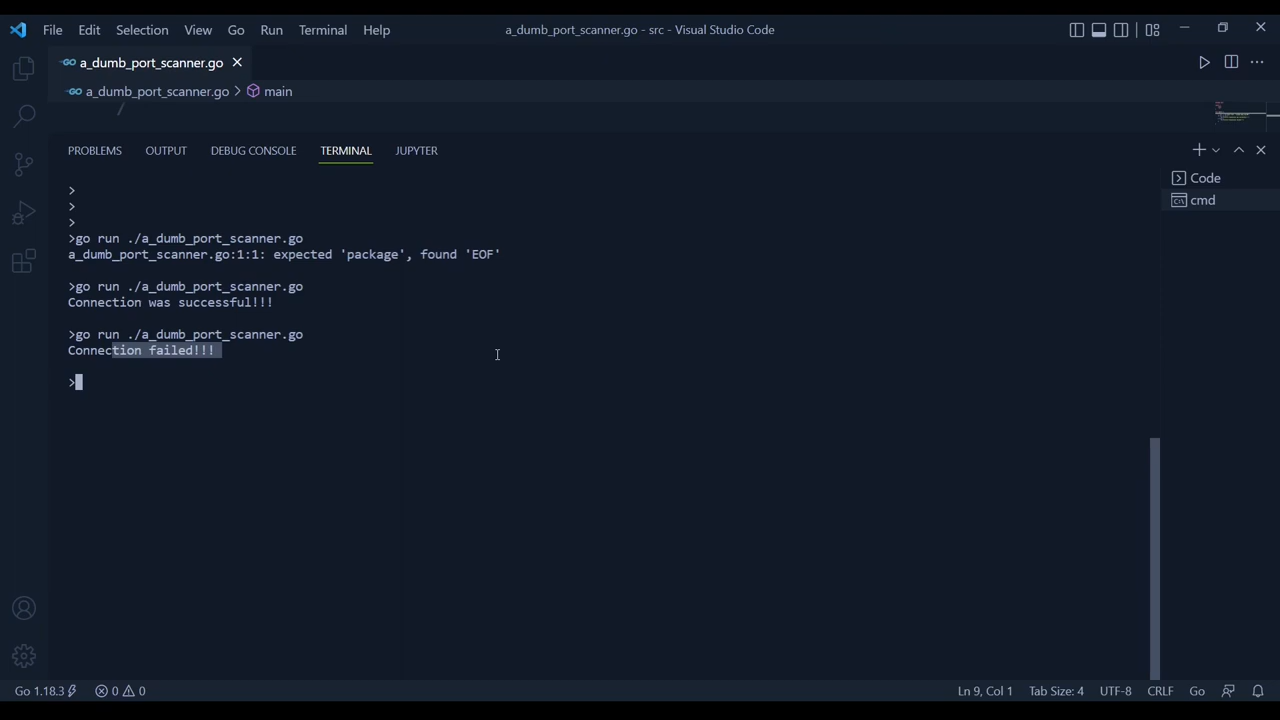 File Edit Selection View Go Run Terminal Help a_dumb_port_scanner.go - src - Visual Studio Code
a_dumb_port_scanner.go
a_dumb_port_scanner.go > main
PROBLEMS OUTPUT DEBUG CONSOLE TERMINAL JUPYTER
Code
cmd
>
>
>
>go run ./a_dumb_port_scanner.go
a_dumb_port_scanner.go:1:1: expected 'package', found 'EOF'
>go run ./a_dumb_port_scanner.go
Connection was successful!!!
>go run ./a_dumb_port_scanner.go
Connection failed!!!
>
Go 1.18.3 0 0 Ln 9, Col 1 Tab Size: 4 UTF-8 CRLF Go